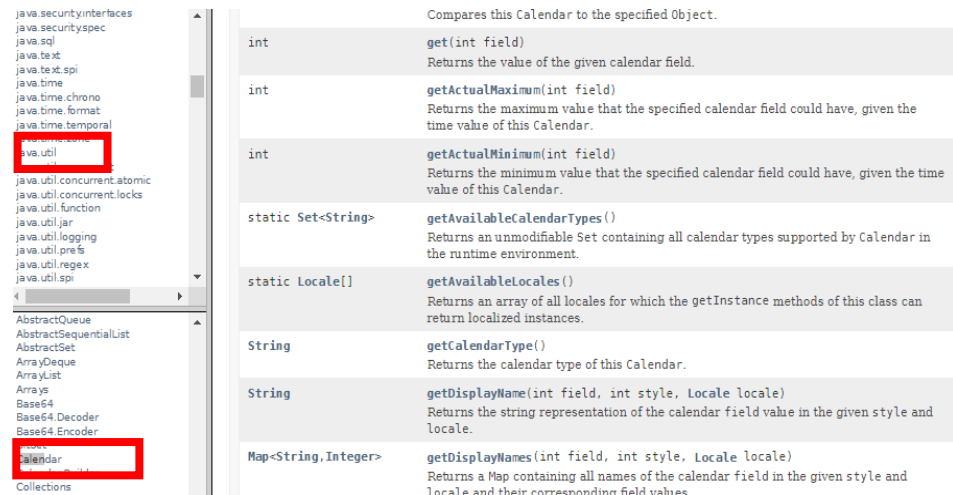 java.security.interfaces
java.security.spec
java.sql
java.text
java.text.spi
java.time
java.time.chrono
java.time.format
java.time.temporal
java.time.zone
java.util
java.util.concurrent.atomic
java.util.concurrent.locks
java.util.function
java.util.jar
java.util.logging
java.util.prefs
java.util.regex
java.util.spi
AbstractQueue
AbstractSequentialList
AbstractSet
ArrayDeque
ArrayList
Arrays
Base64
Base64.Decoder
Base64.Encoder
Calendar
Collections
Compares this Calendar to the specified Object.
int get(int field)
Returns the value of the given calendar field.
int getActualMaximum(int field)
Returns the maximum value that the specified calendar field could have, given the
time value of this Calendar.
int getActualMinimum(int field)
Returns the minimum value that the specified calendar field could have, given the time
value of this Calendar.
static Set<String> getAvailableCalendarTypes()
Returns an unmodifiable Set containing all calendar types supported by Calendar in
the runtime environment.
static Locale[] getAvailableLocales()
Returns an array of all locales for which the getInstance methods of this class can
return localized instances.
String getCalendarType()
Returns the calendar type of this Calendar.
String getDisplayName(int field, int style, Locale locale)
Returns the string representation of the calendar field value in the given style and
locale.
Map<String,Integer> getDisplayNames(int field, int style, Locale locale)
Returns a Map containing all names of the calendar field in the given style and
locale and their corresponding field values.